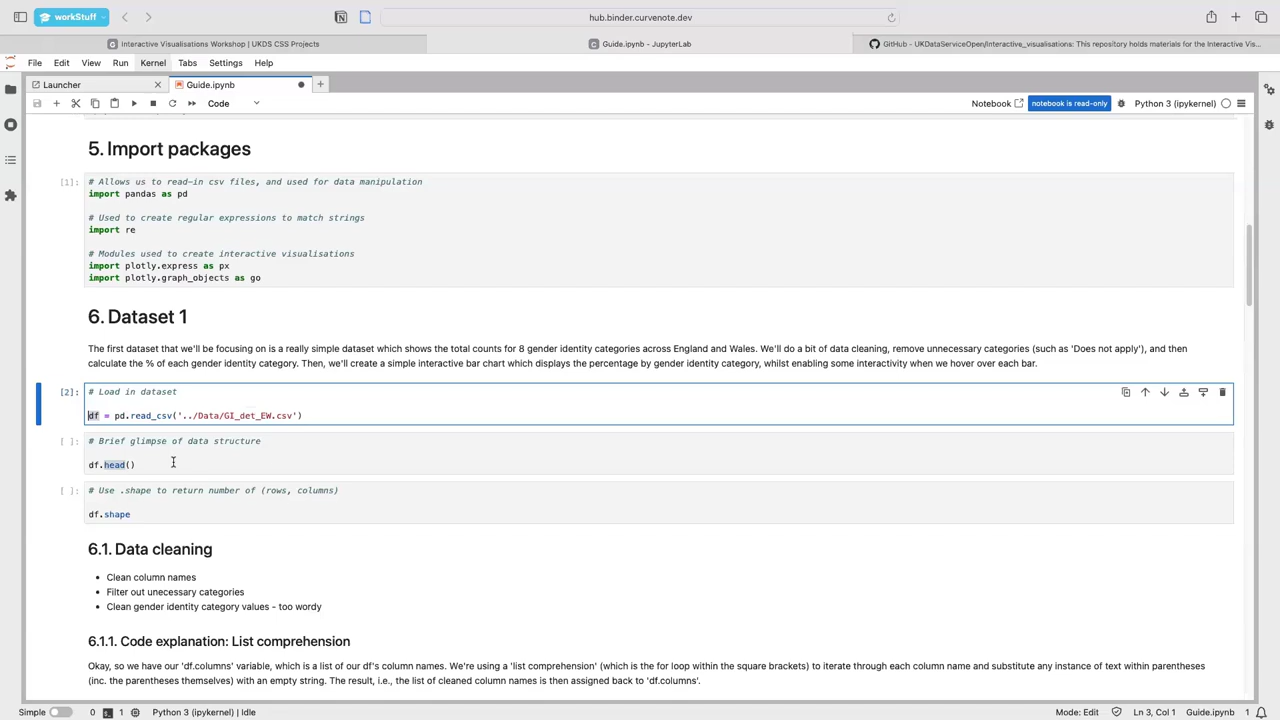 workStuff
hub.binder.curvenote.dev
Interactive Visualisations Workshop | UKDS CSS Projects
Guide.ipynb - JupyterLab
GitHub - UKDataServiceOpen/Interactive_visualisations: This repository holds materials for the Interactive Vis...
File Edit View Run Kernel Tabs Settings Help
Launcher
Guide.ipynb
Code
Notebook
notebook is read-only
Python 3 (ipykernel)
5. Import packages
[1]:
# Allows us to read-in csv files, and used for data manipulation
import pandas as pd
# Used to create regular expressions to match strings
import re
# Modules used to create interactive visualisations
import plotly.express as px
import plotly.graph_objects as go
6. Dataset 1
The first dataset that we'll be focusing on is a really simple dataset which shows the total counts for 8 gender identity categories across England and Wales. We'll do a bit of data cleaning, remove unnecessary categories (such as 'Does not apply'), and then
calculate the % of each gender identity category. Then, we'll create a simple interactive bar chart which displays the percentage by gender identity category, whilst enabling some interactivity when we hover over each bar.
[2]:
# Load in dataset
df = pd.read_csv('../Data/GI_det_EW.csv')
[ ]:
# Brief glimpse of data structure
df.head()
[ ]:
# Use .shape to return number of (rows, columns)
df.shape
6.1. Data cleaning
• Clean column names
• Filter out unecessary categories
• Clean gender identity category values - too wordy
6.1.1. Code explanation: List comprehension
Okay, so we have our 'df.columns' variable, which is a list of our df's column names. We're using a 'list comprehension' (which is the for loop within the square brackets) to iterate through each column name and substitute any instance of text within parentheses
(inc. the parentheses themselves) with an empty string. The result, i.e., the list of cleaned column names is then assigned back to 'df.columns'.
Simple 0 1 Python 3 (ipykernel) | Idle
Mode: Edit Ln 3, Col 1 Guide.ipynb 1